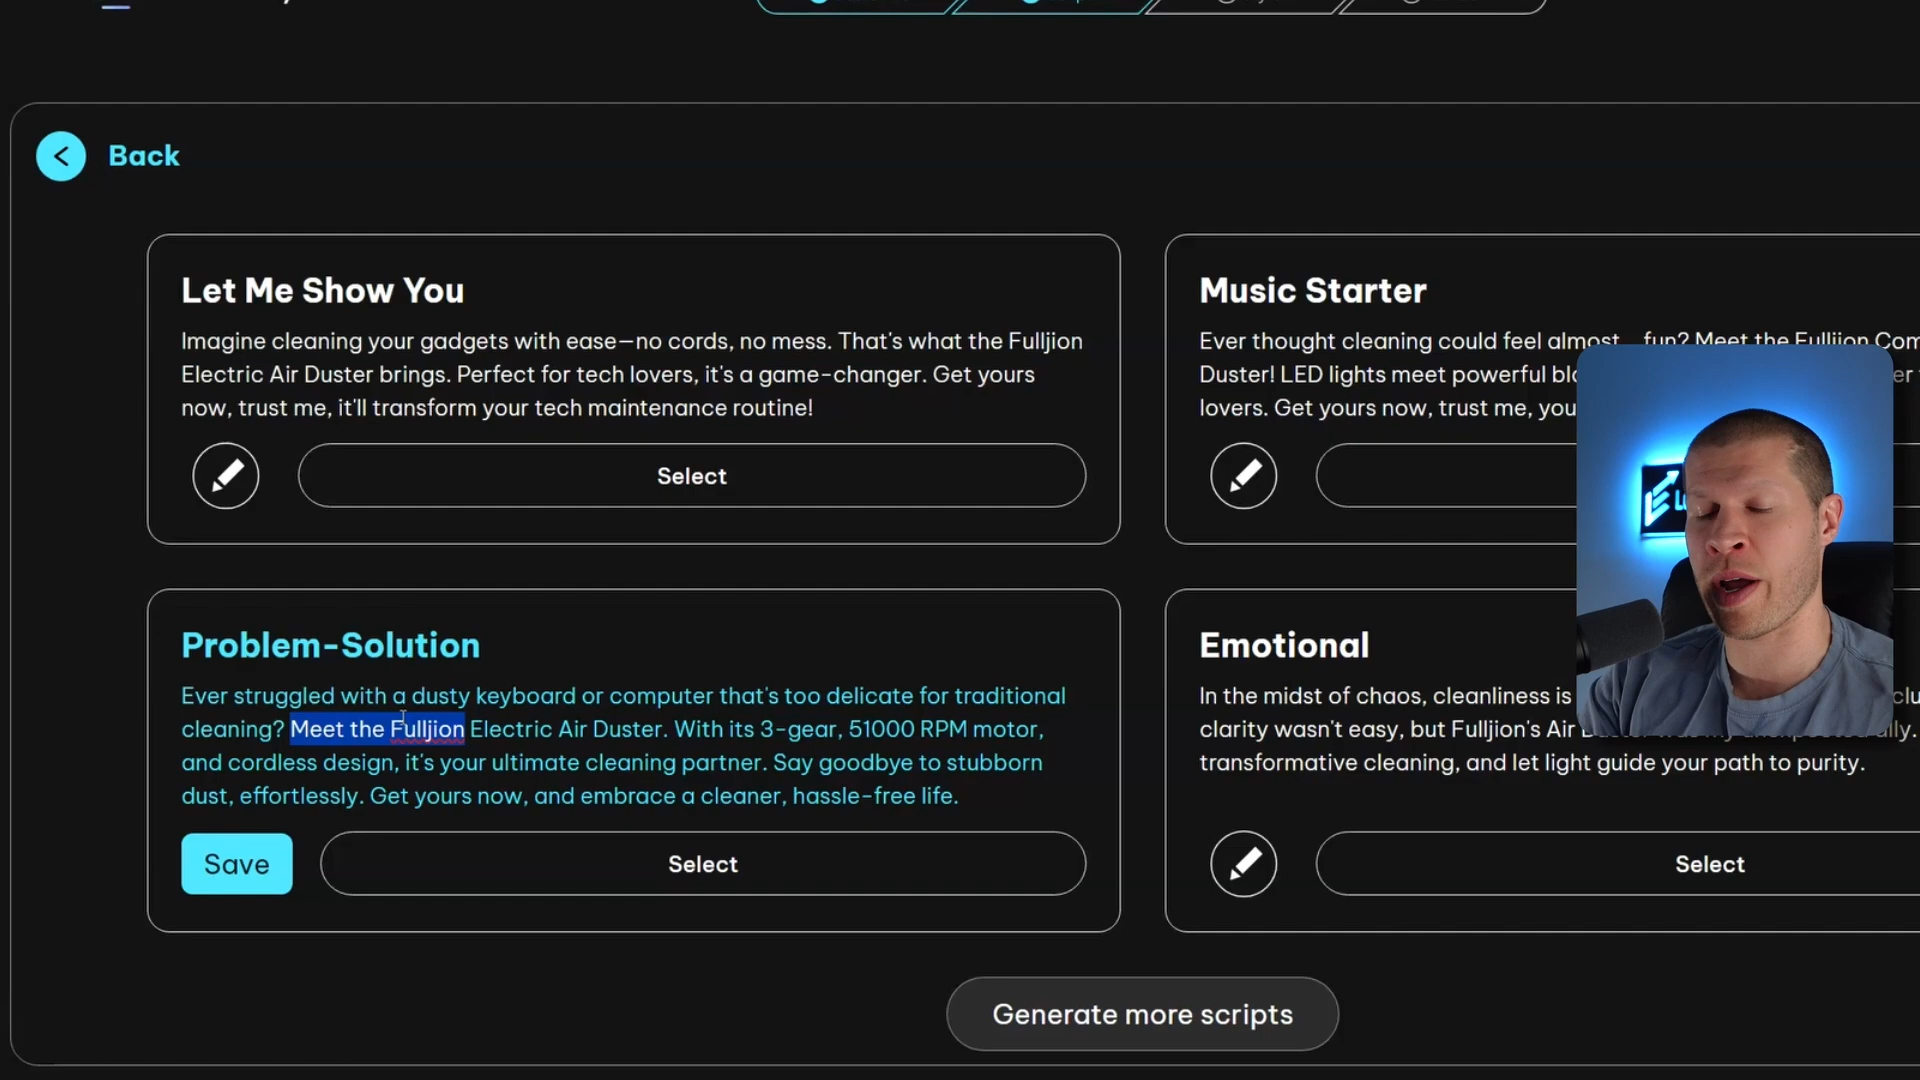 Back
Let Me Show You
Imagine cleaning your gadgets with ease—no cords, no mess. That's what the Fulljion
Electric Air Duster brings. Perfect for tech lovers, it's a game-changer. Get yours
now, trust me, it'll transform your tech maintenance routine!
Select
Music Starter
Ever thought cleaning could feel almost... fun? Meet the Fulljion Com
Duster! LED lights meet powerful
lovers. Get yours now, trust me, you
Problem-Solution
Ever struggled with a dusty keyboard or computer that's too delicate for traditional
cleaning? Meet the Fulljion Electric Air Duster. With its 3-gear, 51000 RPM motor,
and cordless design, it's your ultimate cleaning partner. Say goodbye to stubborn
dust, effortlessly. Get yours now, and embrace a cleaner, hassle-free life.
Save
Select
Emotional
In the midst of chaos, cleanliness is
clarity wasn't easy, but Fulljion's Air
transformative cleaning, and let light guide your path to purity.
Select
Generate more scripts